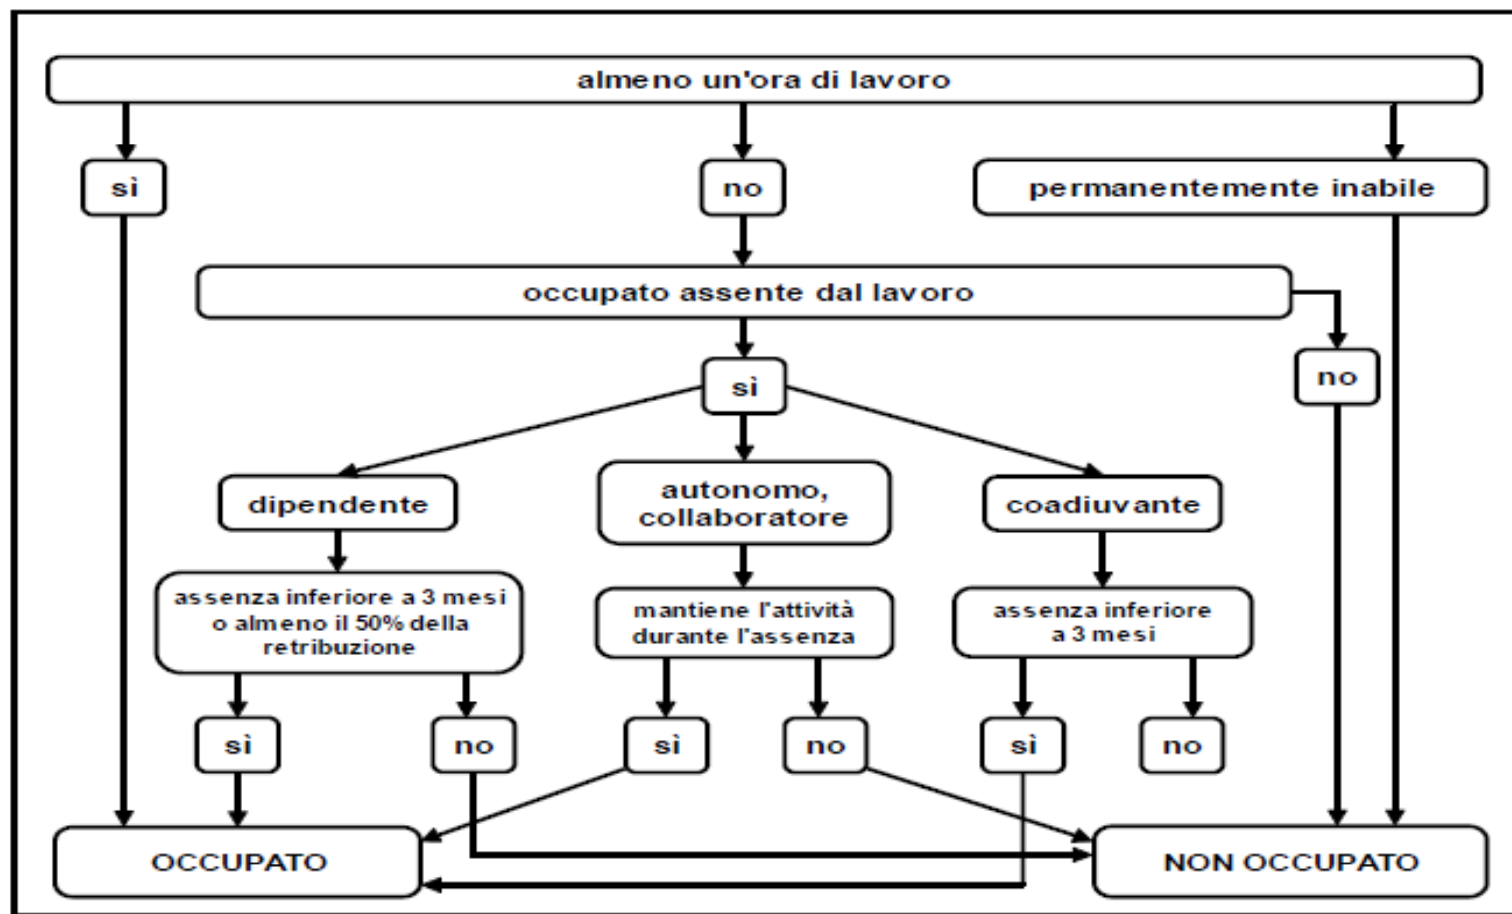 almeno un'ora di lavoro
sì
no
permanentemente inabile
occupato assente dal lavoro
no
sì
dipendente
autonomo,
collaboratore
coadiuvante
assenza inferiore a 3 mesi
o almeno il 50% della
retribuzione
mantiene l'attività
durante l'assenza
assenza inferiore
a 3 mesi
sì
no
sì
no
sì
no
OCCUPATO
NON OCCUPATO